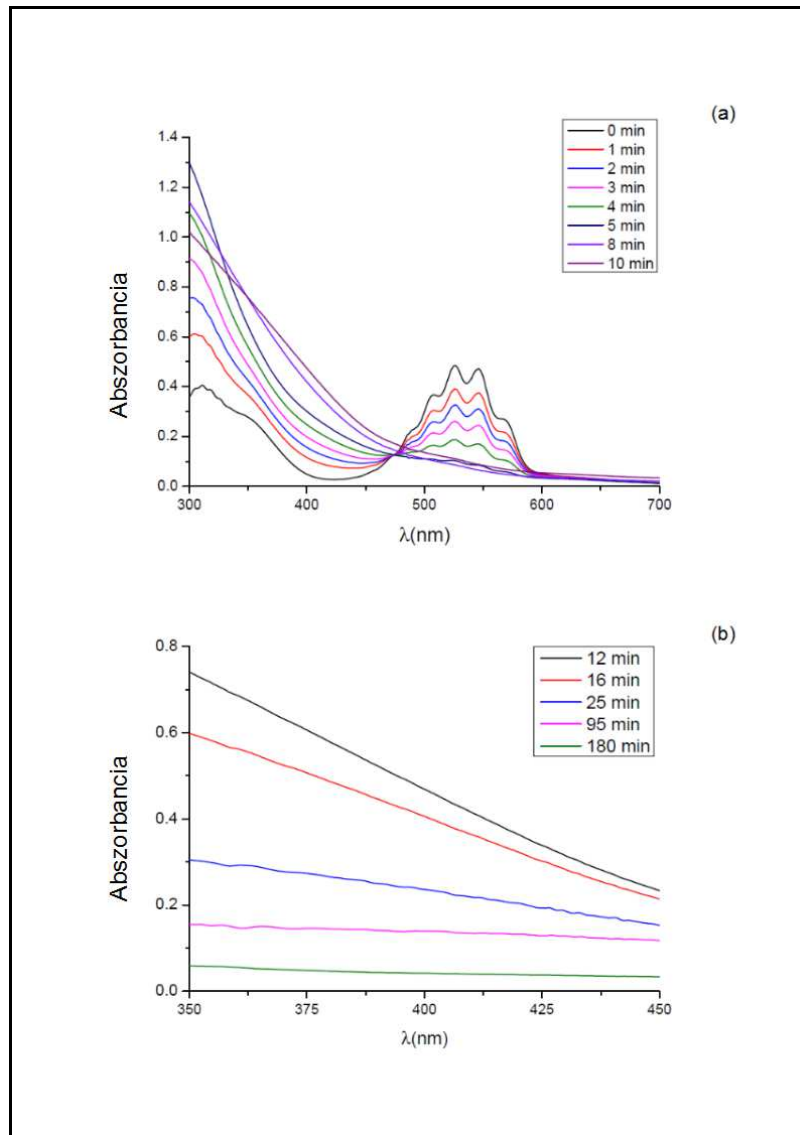 (a)
0 min
1 min
2 min
3 min
4 min
5 min
8 min
10 min
1.4
1.2
1.0
0.8
0.6
0.4
0.2
0.0
Abszorbancia
300 400 500 600 700
λ(nm)
(b)
12 min
16 min
25 min
95 min
180 min
0.8
0.6
0.4
0.2
0.0
Abszorbancia
350 375 400 425 450
λ(nm)